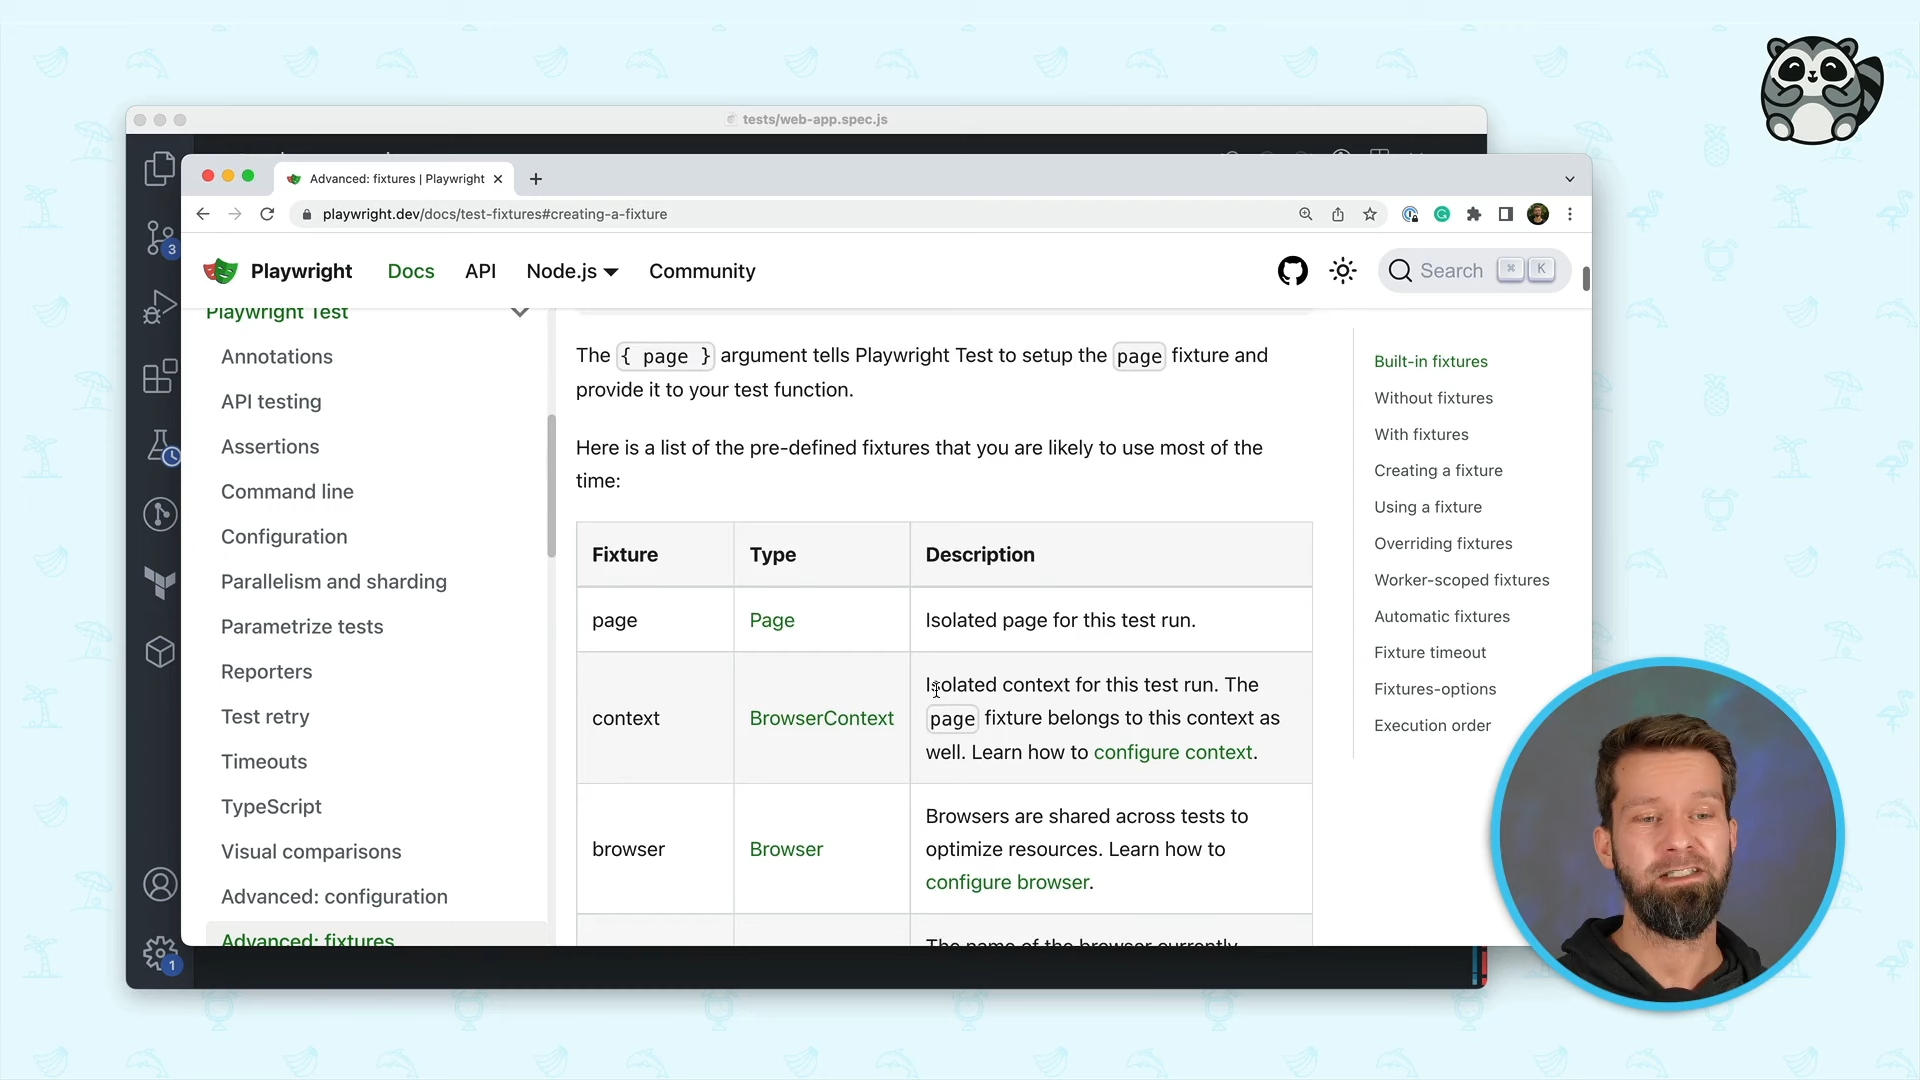 tests/web-app.spec.js
Advanced: fixtures | Playwright
playwright.dev/docs/test-fixtures#creating-a-fixture
Playwright
Docs
API
Node.js
Community
Search
⌘
K
Playwright Test
Annotations
API testing
Assertions
Command line
Configuration
Parallelism and sharding
Parametrize tests
Reporters
Test retry
Timeouts
TypeScript
Visual comparisons
Advanced: configuration
Advanced: fixtures
The { page } argument tells Playwright Test to setup the page fixture and
provide it to your test function.
Here is a list of the pre-defined fixtures that you are likely to use most of the
time:
Fixture
Type
Description
page
Page
Isolated page for this test run.
context
BrowserContext
Isolated context for this test run. The
page fixture belongs to this context as
well. Learn how to configure context.
browser
Browser
Browsers are shared across tests to
optimize resources. Learn how to
configure browser.
The name of the browser currently
Built-in fixtures
Without fixtures
With fixtures
Creating a fixture
Using a fixture
Overriding fixtures
Worker-scoped fixtures
Automatic fixtures
Fixture timeout
Fixtures-options
Execution order
3
1